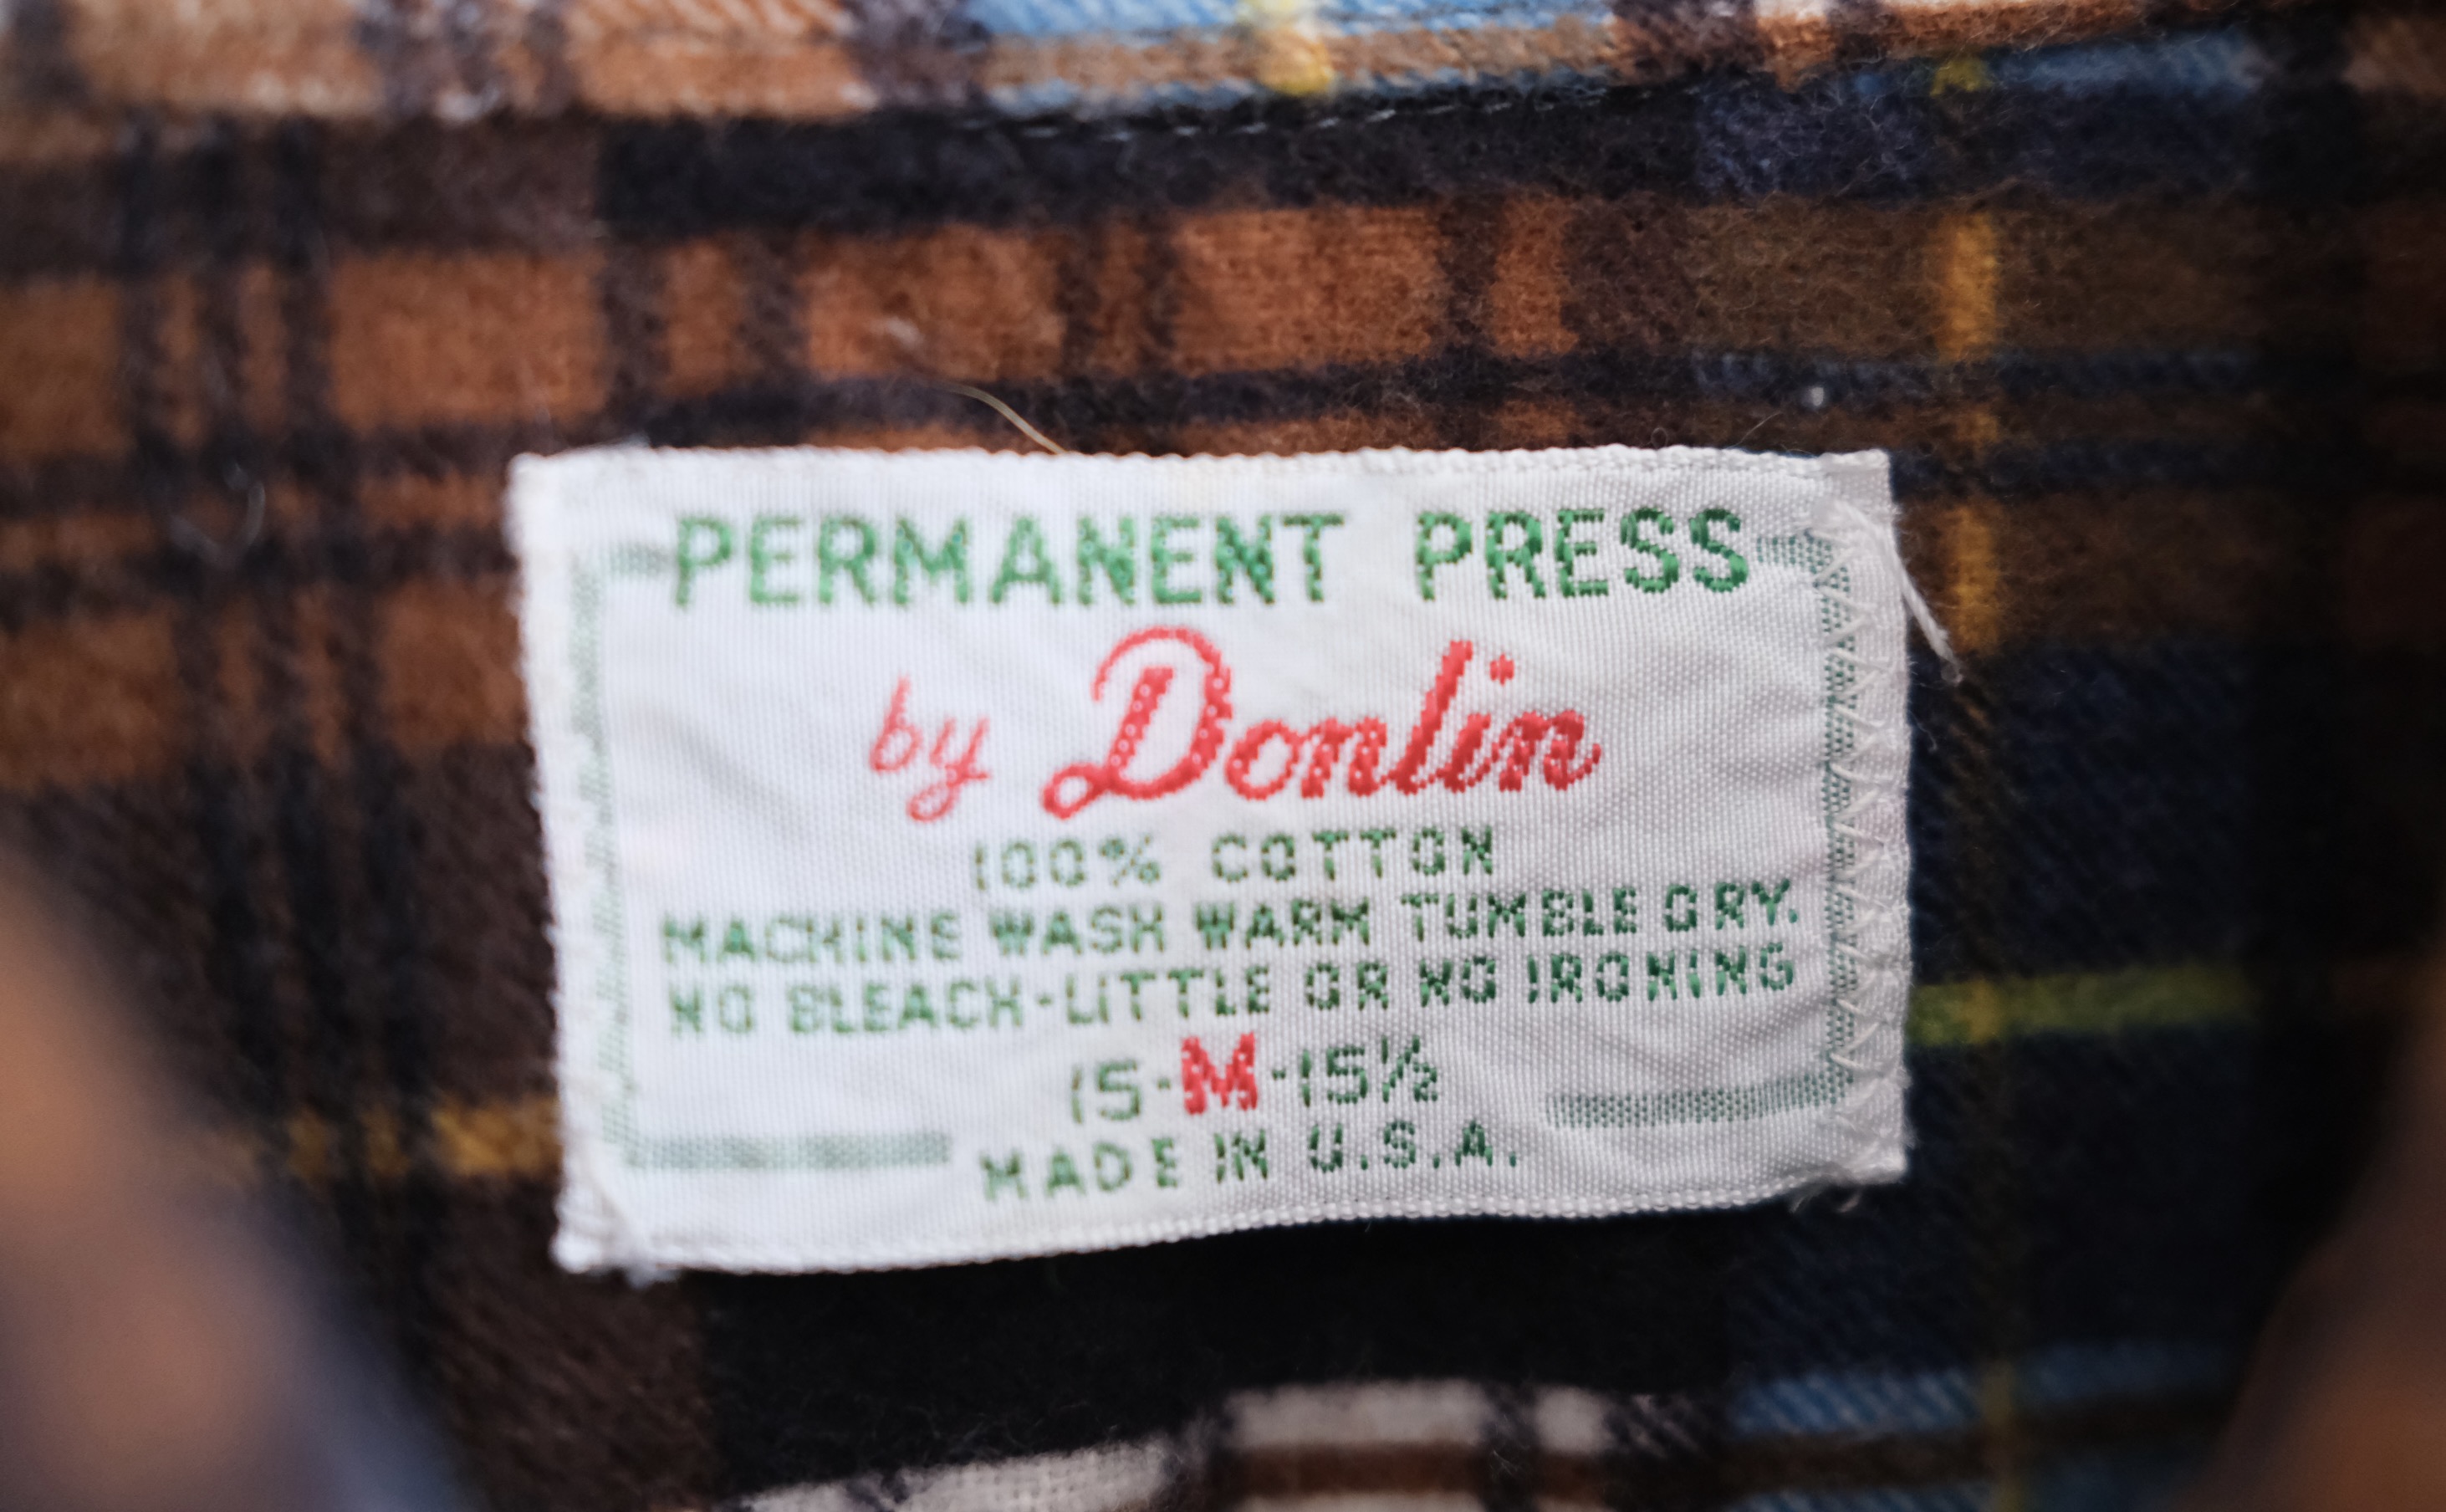 PERMANENT PRESS
by Donlin
100% COTTON
MACHINE WASH WARM TUMBLE DRY.
NO BLEACH-LITTLE OR NO IRONING
15-M-15½
MADE IN U.S.A.